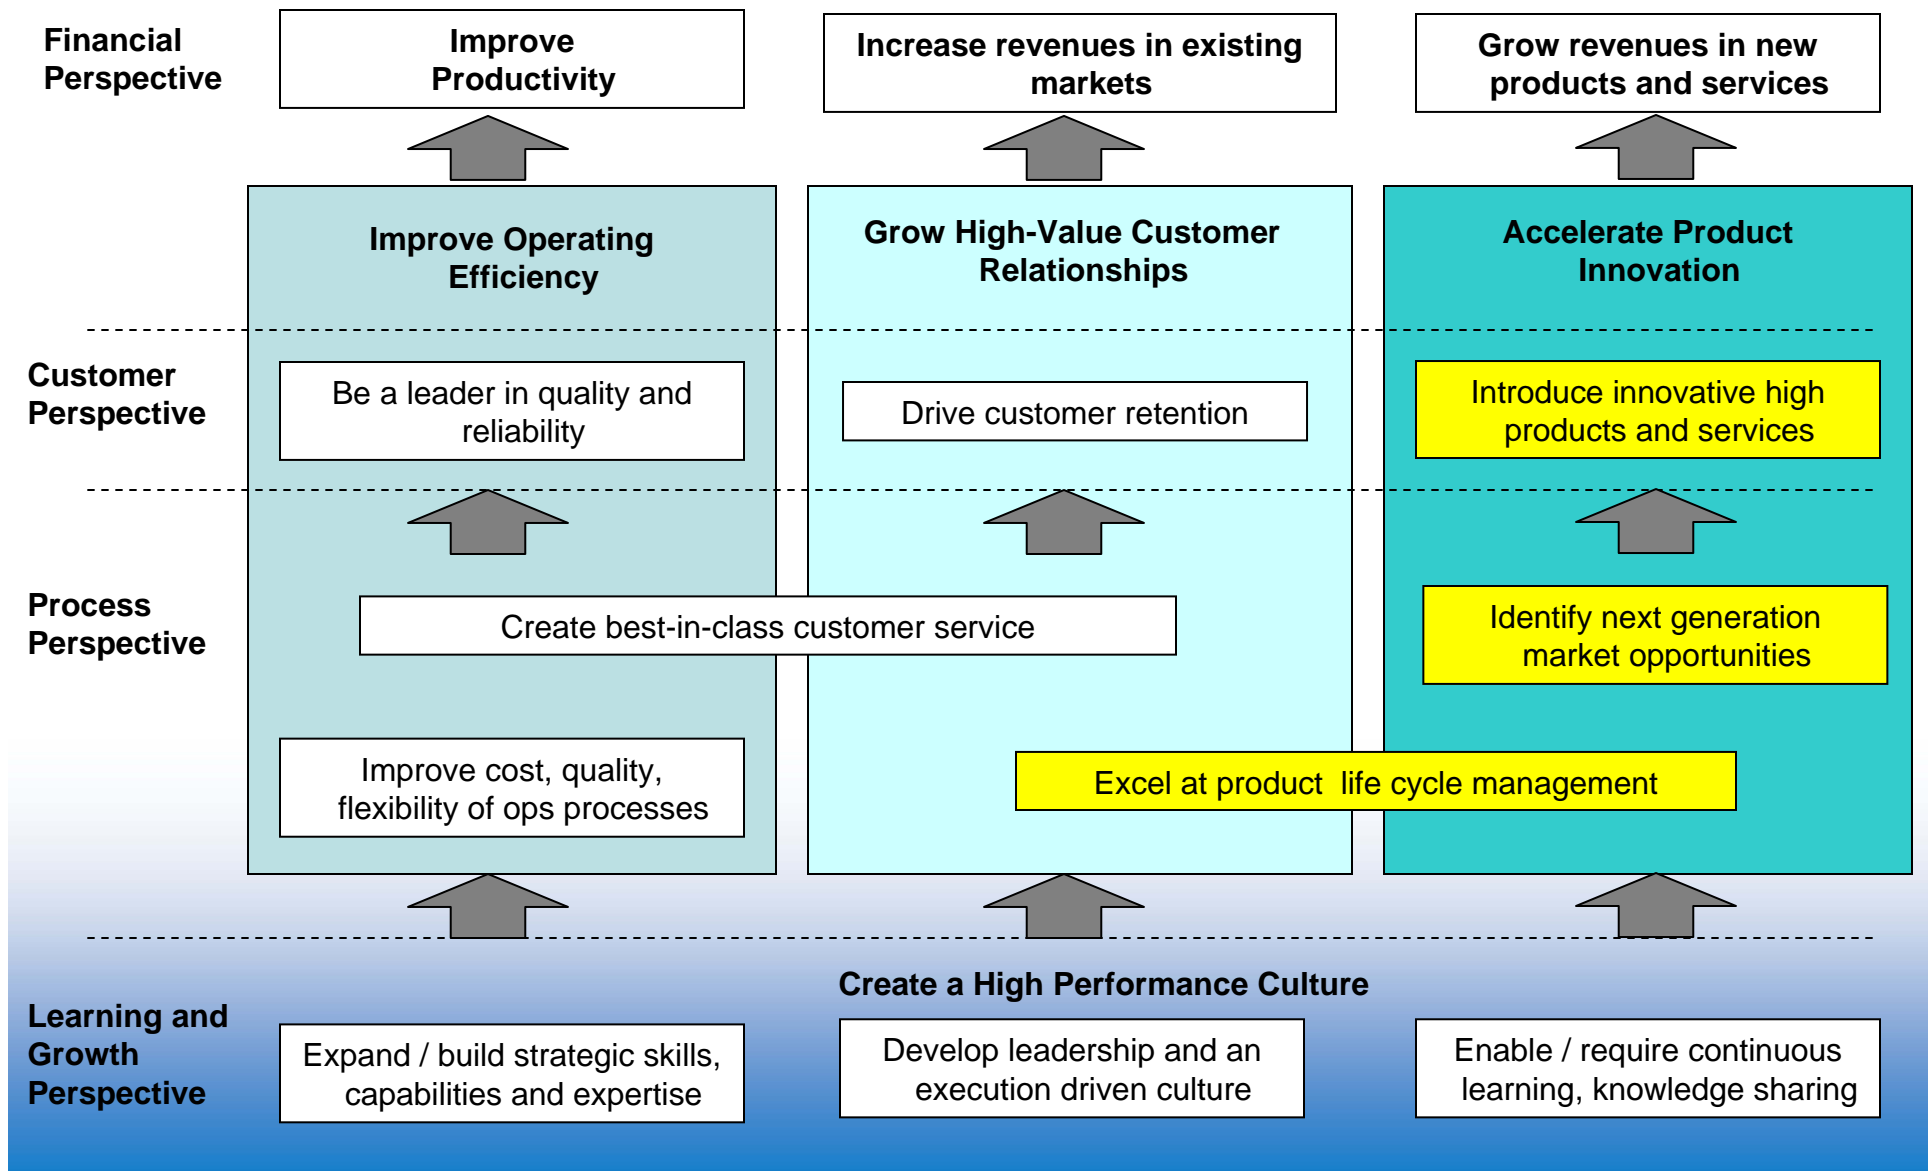 Financial
Perspective
Improve
Productivity
Increase revenues in existing
markets
Grow revenues in new
products and services
Improve Operating
Efficiency
Grow High-Value Customer
Relationships
Accelerate Product
Innovation
Customer
Perspective
Be a leader in quality and
reliability
Drive customer retention
Introduce innovative high
products and services
Process
Perspective
Create best-in-class customer service
Identify next generation
market opportunities
Improve cost, quality,
flexibility of ops processes
Excel at product  life cycle management
Create a High Performance Culture
Learning and
Growth
Perspective
Expand / build strategic skills,
capabilities and expertise
Develop leadership and an
execution driven culture
Enable / require continuous
learning, knowledge sharing